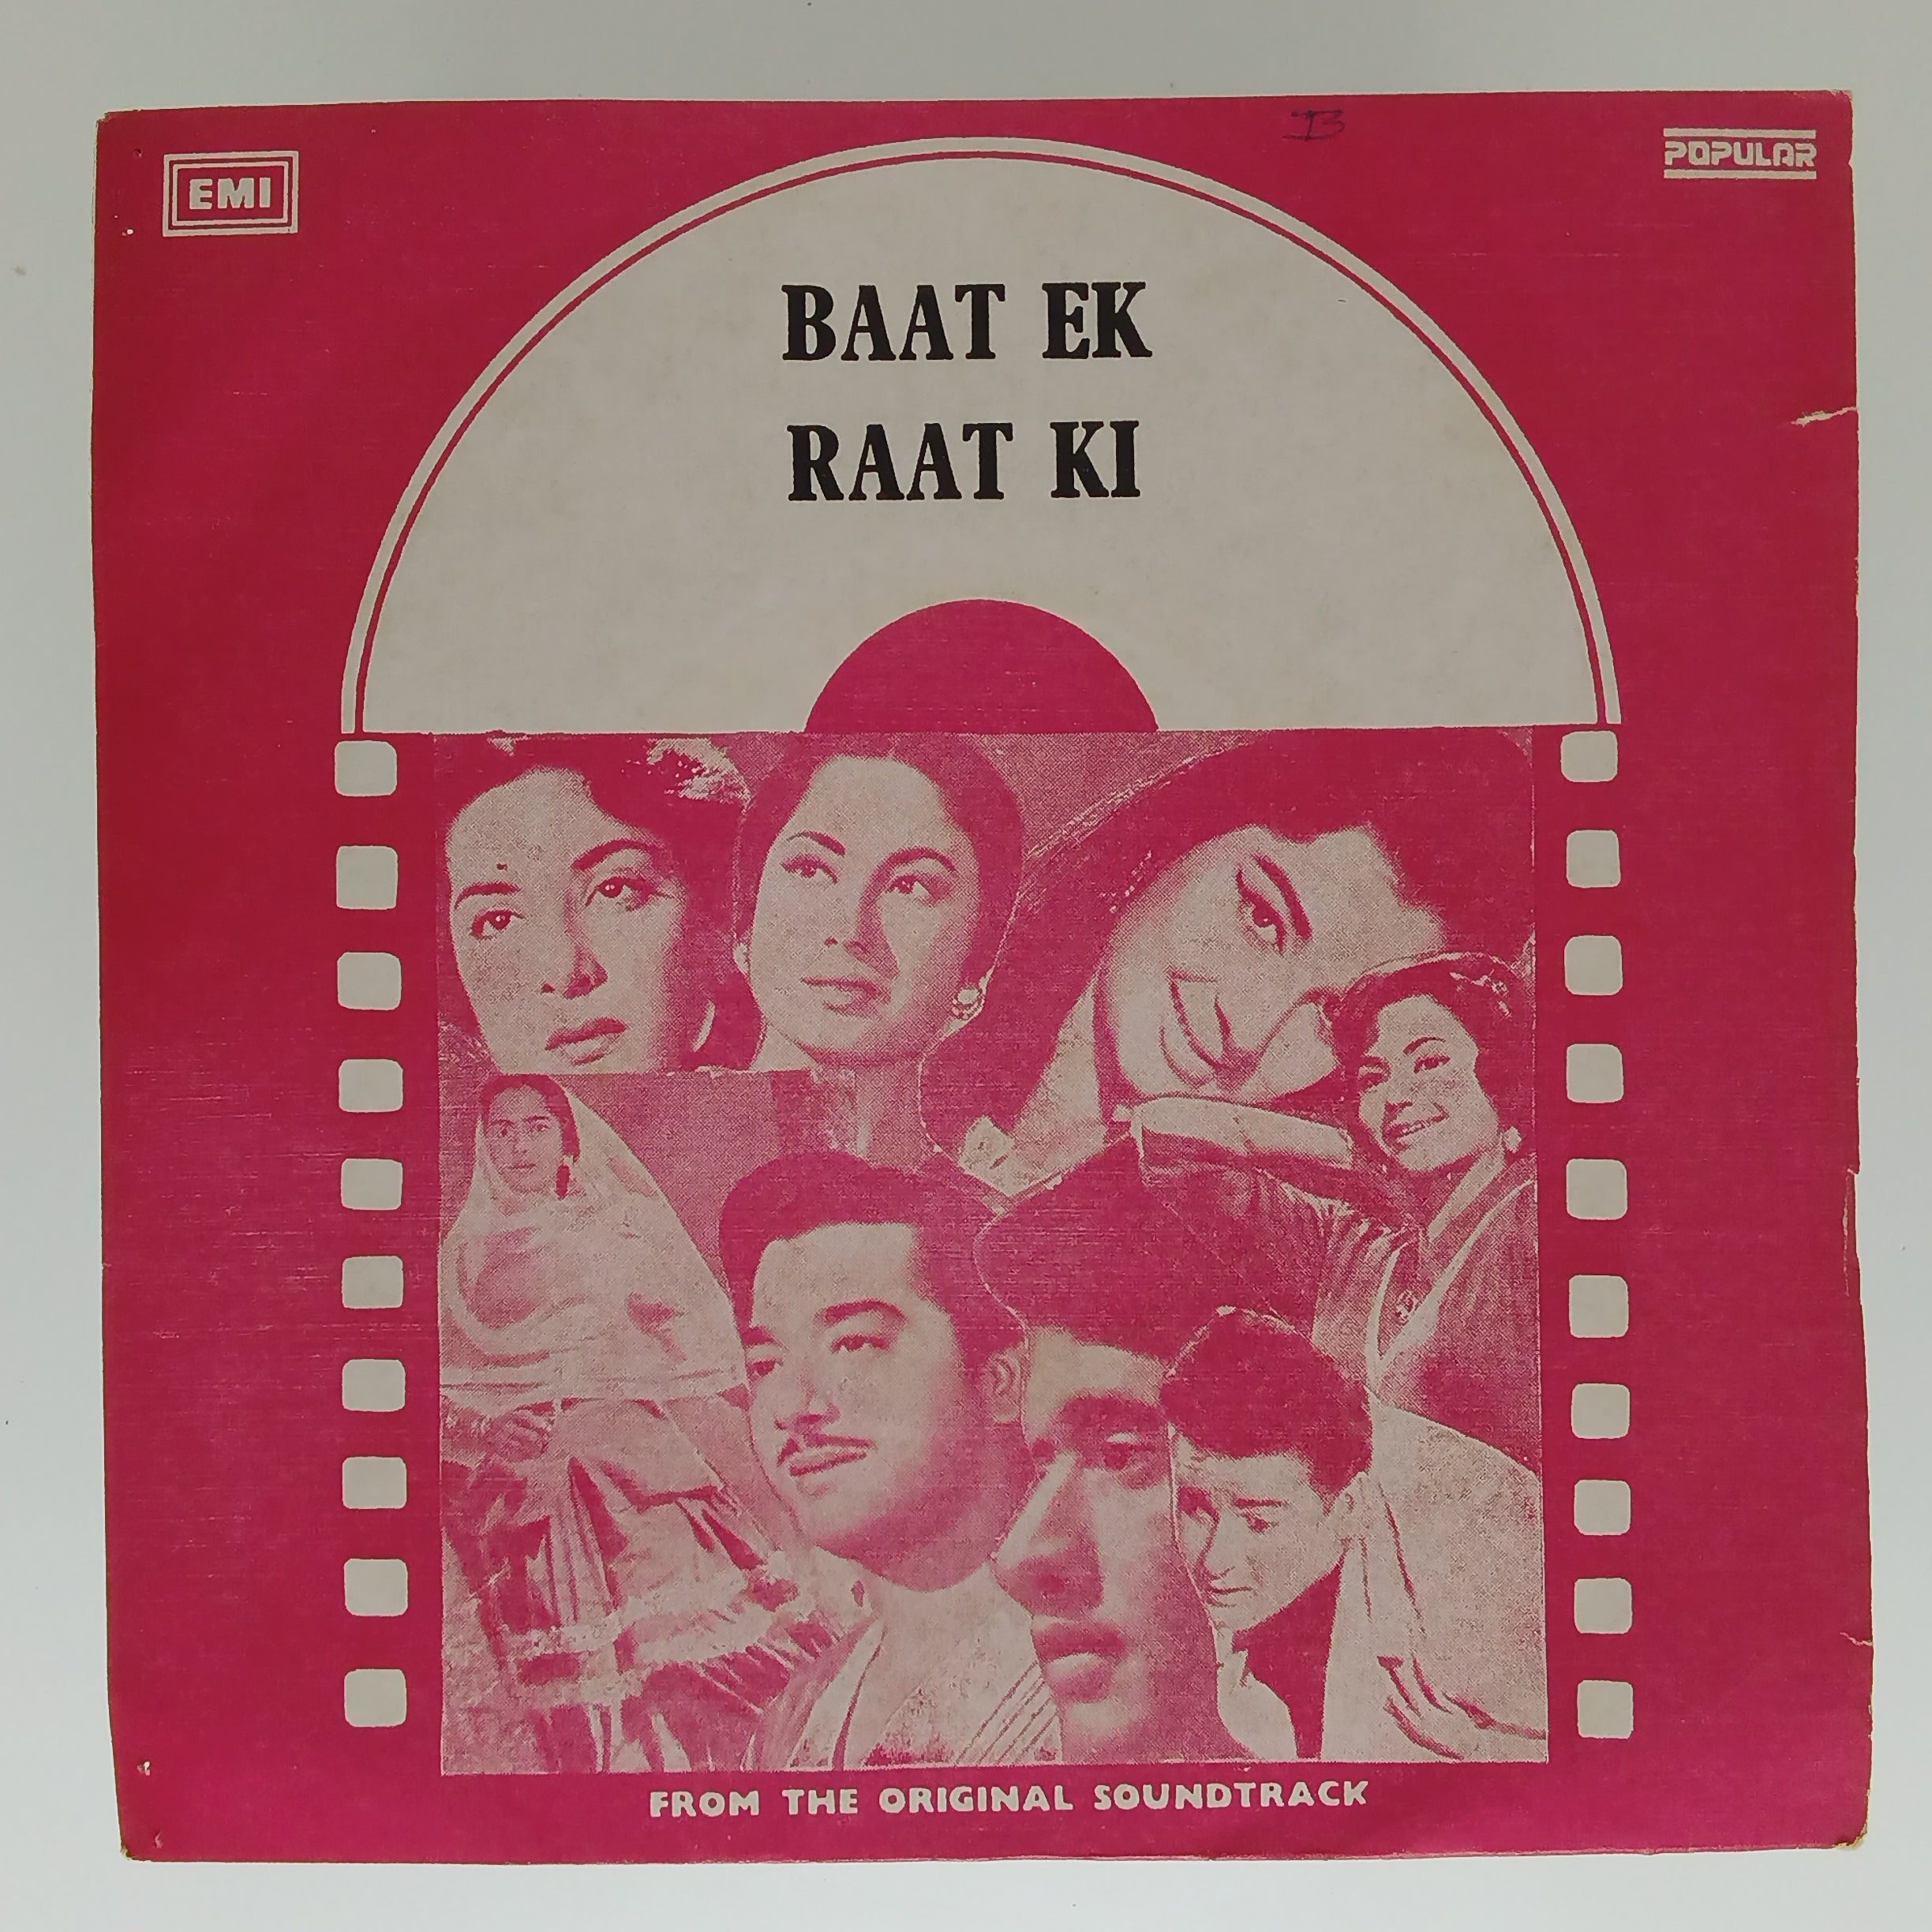 B
EMI
POPULAR
BAAT EK
RAAT KI
FROM THE ORIGINAL SOUNDTRACK